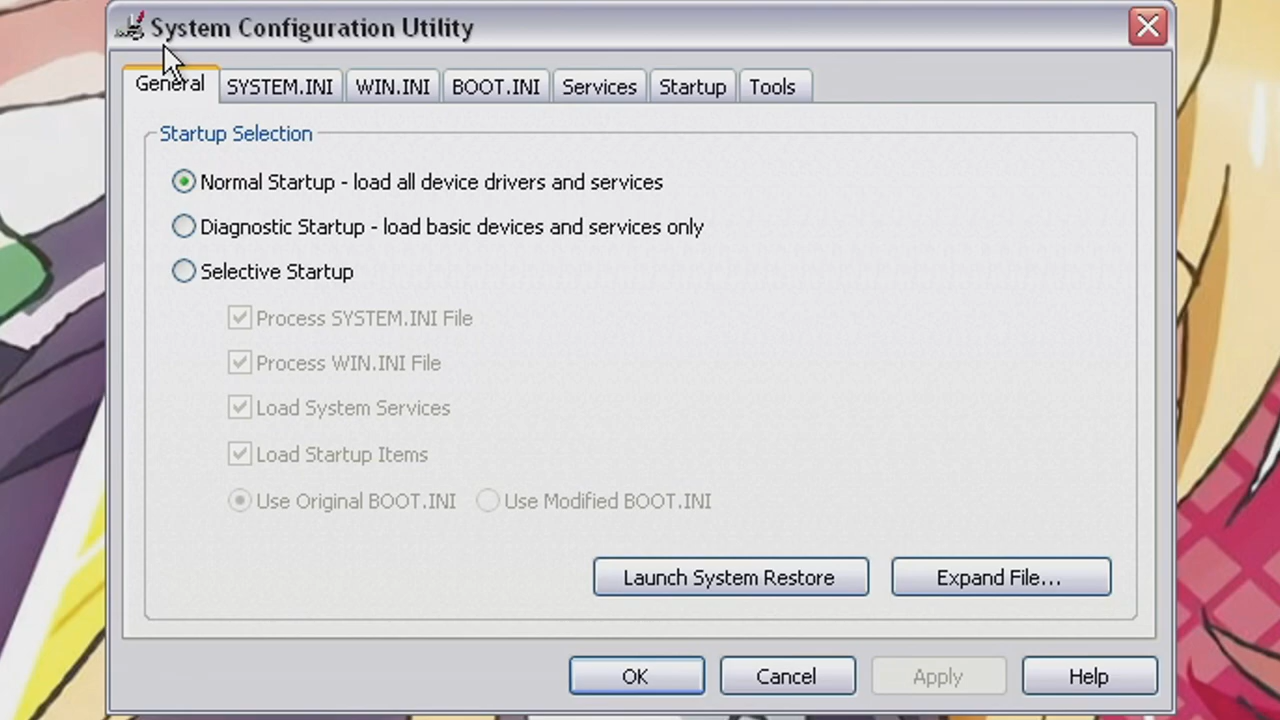 System Configuration Utility
General SYSTEM.INI WIN.INI BOOT.INI Services Startup Tools
Startup Selection
Normal Startup - load all device drivers and services
Diagnostic Startup - load basic devices and services only
Selective Startup
Process SYSTEM.INI File
Process WIN.INI File
Load System Services
Load Startup Items
Use Original BOOT.INI Use Modified BOOT.INI
Launch System Restore Expand File...
OK Cancel Apply Help